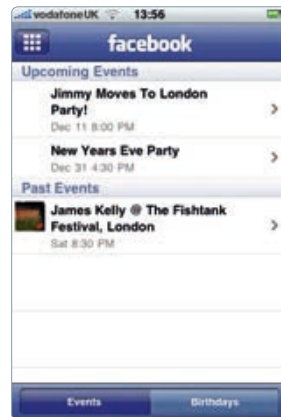 vodafone UK 13:56
facebook
Upcoming Events
Jimmy Moves To London
Party!
Dec 11 8:00 PM
New Years Eve Party
Dec 31 4:30 PM
Past Events
James Kelly @ The Fishtank
Festival, London
Sat 8:30 PM
Events Birthdays